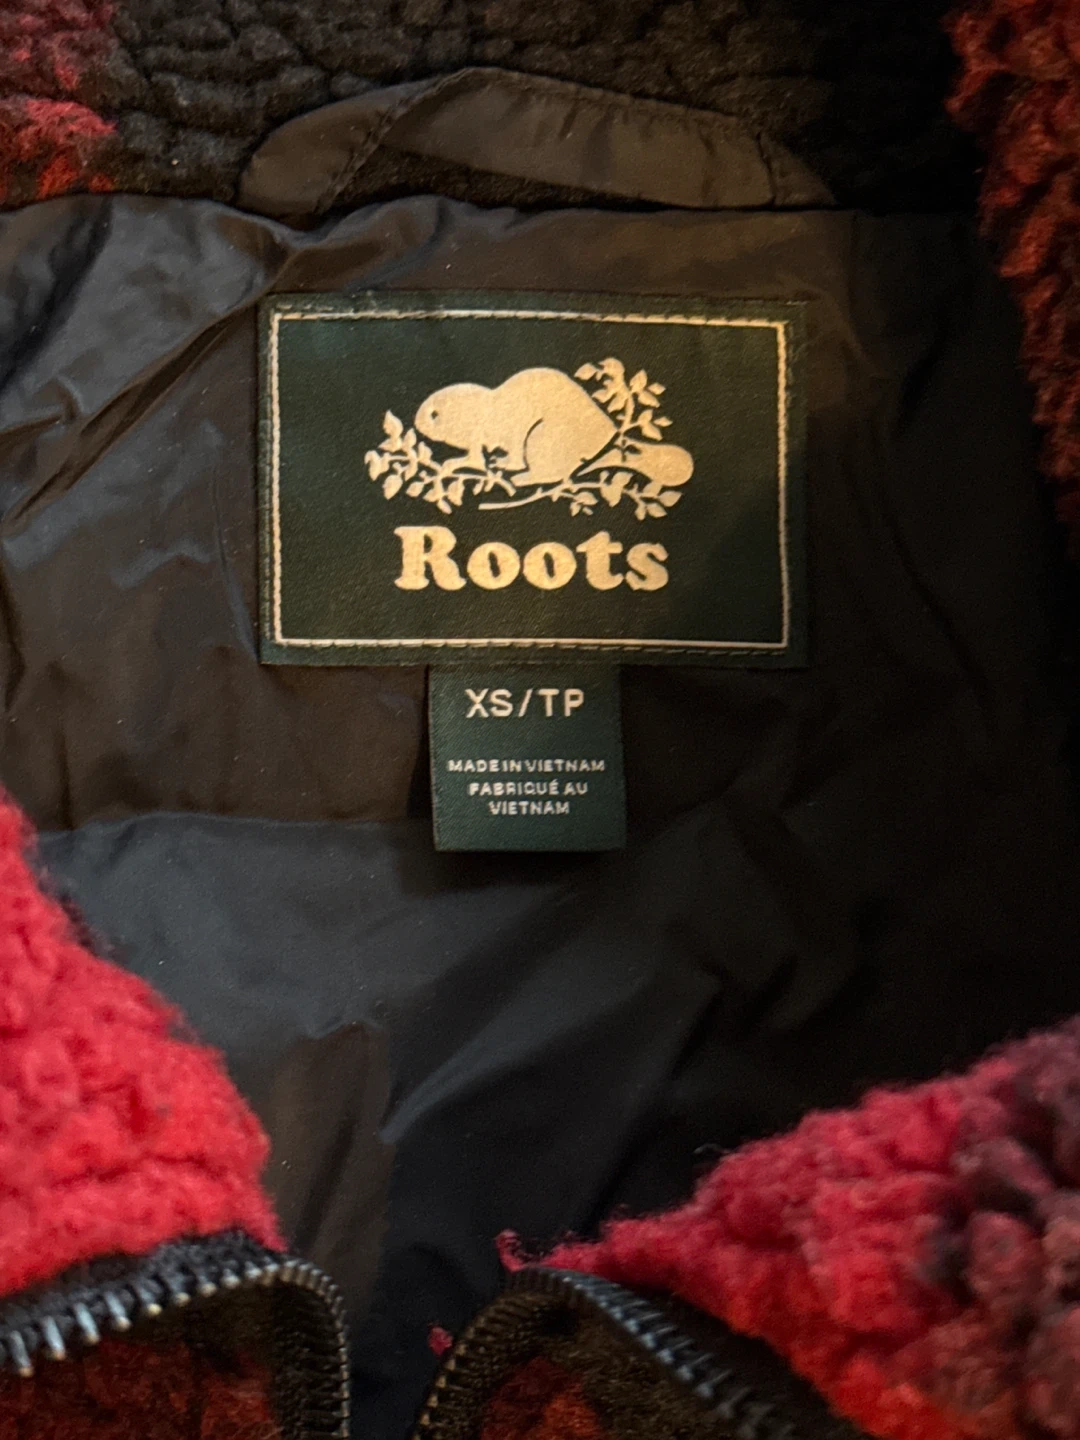 Roots
XS/TP
MADE IN VIETNAM
FABRIQUÉ AU
VIETNAM